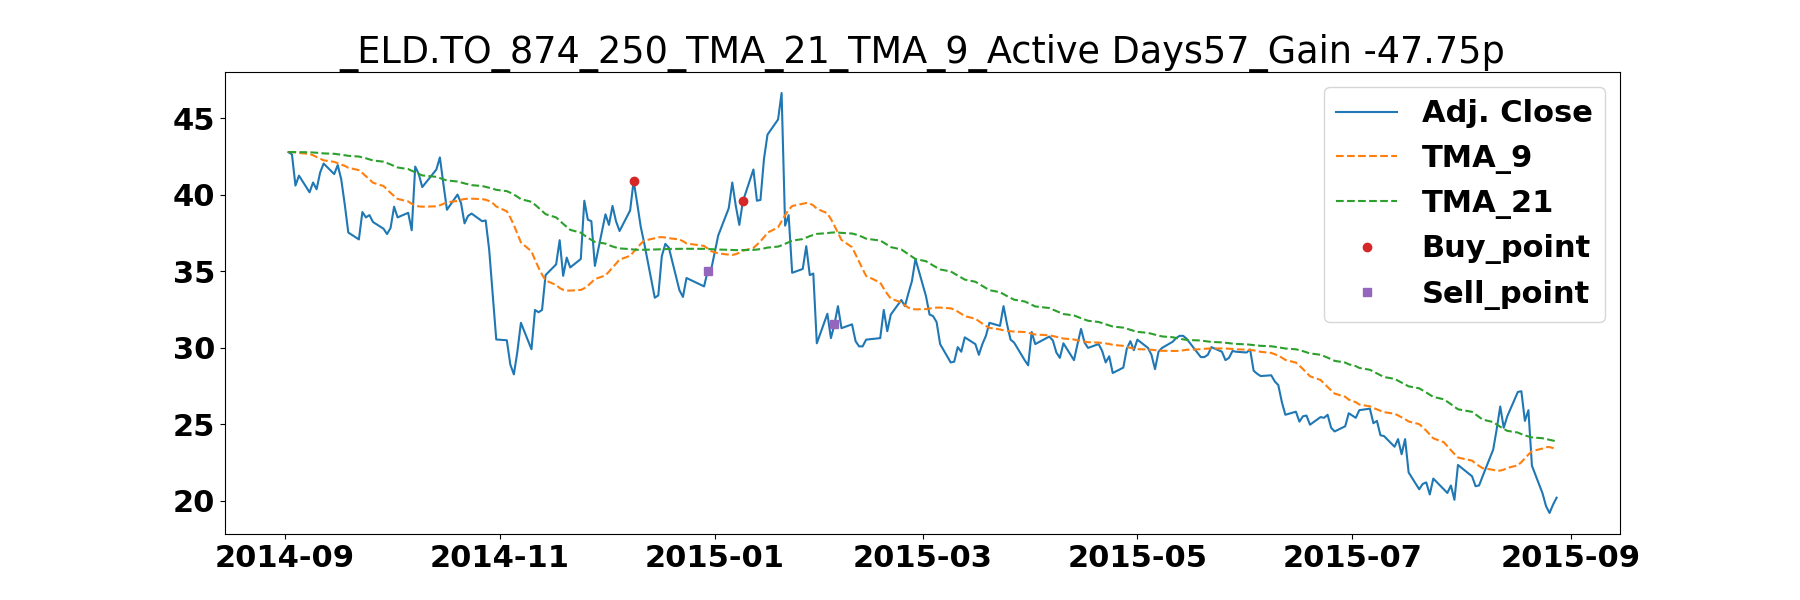 _ELD.TO_874_250_TMA_21_TMA_9_Active Days57_Gain -47.75p
45
40
35
30
25
20
Adj. Close
TMA_9
TMA_21
Buy_point
Sell_point
2014-09 2014-11 2015-01 2015-03 2015-05 2015-07 2015-09